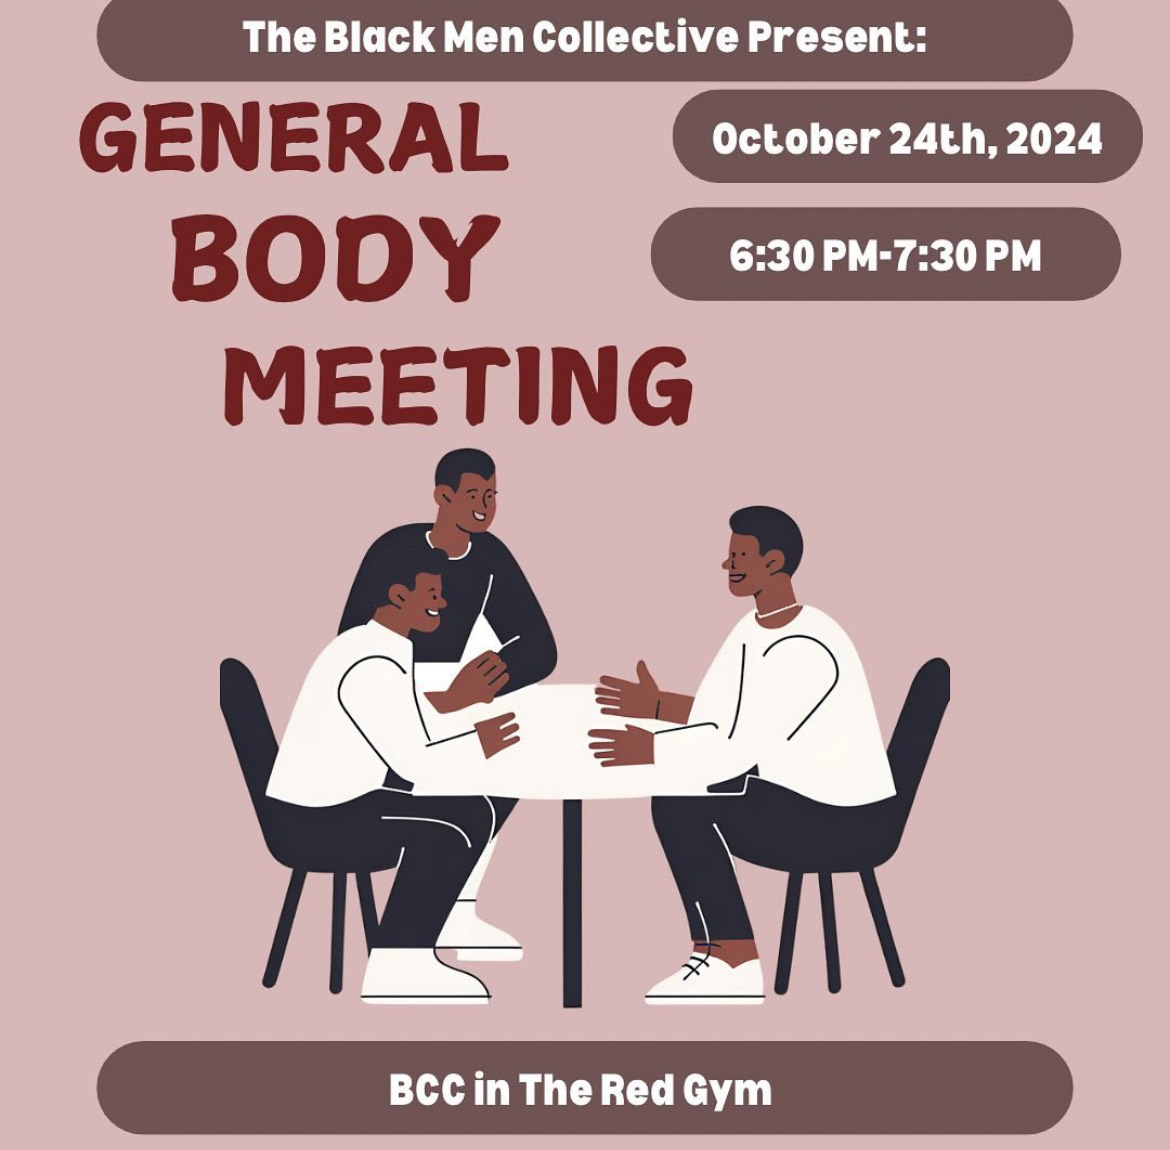 The Black Men Collective Present:
GENERAL
BODY
MEETING
October 24th, 2024
6:30 PM-7:30 PM
BCC in The Red Gym